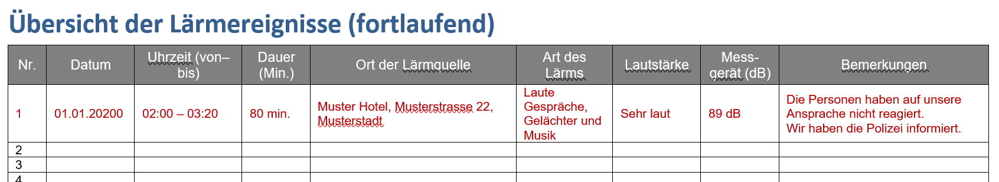 Übersicht der Lärmereignisse (fortlaufend)
Nr.
Datum
Uhrzeit (von–
bis)
Dauer
(Min.)
Ort der Lärmquelle
Art des
Lärms
Lautstärke
Mess-
gerät (dB)
Bemerkungen
1
01.01.20200
02:00 – 03:20
80 min.
Muster Hotel, Musterstrasse 22,
Musterstadt
Laute
Gespräche,
Gelächter und
Musik
Sehr laut
89 dB
Die Personen haben auf unsere
Ansprache nicht reagiert.
Wir haben die Polizei informiert.
2
3
4